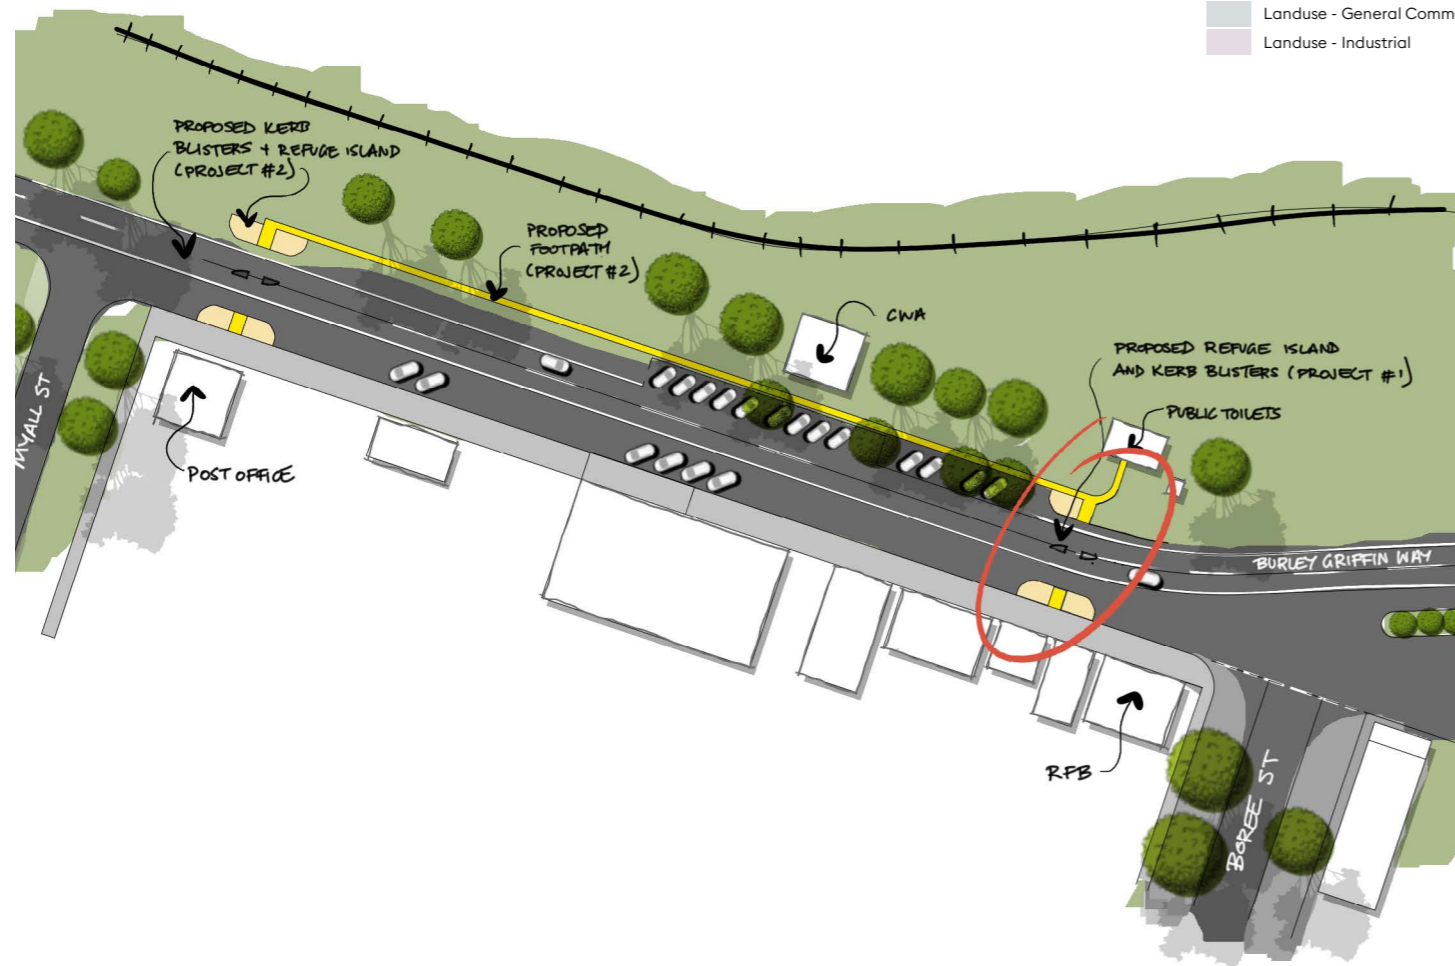 Landuse - General Comm
Landuse - Industrial
PROPOSED KERB
BLISTERS + REFUGE ISLAND
(PROJECT #2)
PROPOSED
FOOTPATH
(PROJECT #2)
CWA
PROPOSED REFUGE ISLAND
AND KERB BLISTERS (PROJECT #1)
PUBLIC TOILETS
MYALL ST
POST OFFICE
BURLEY GRIFFIN WAY
RFB
BOREE ST